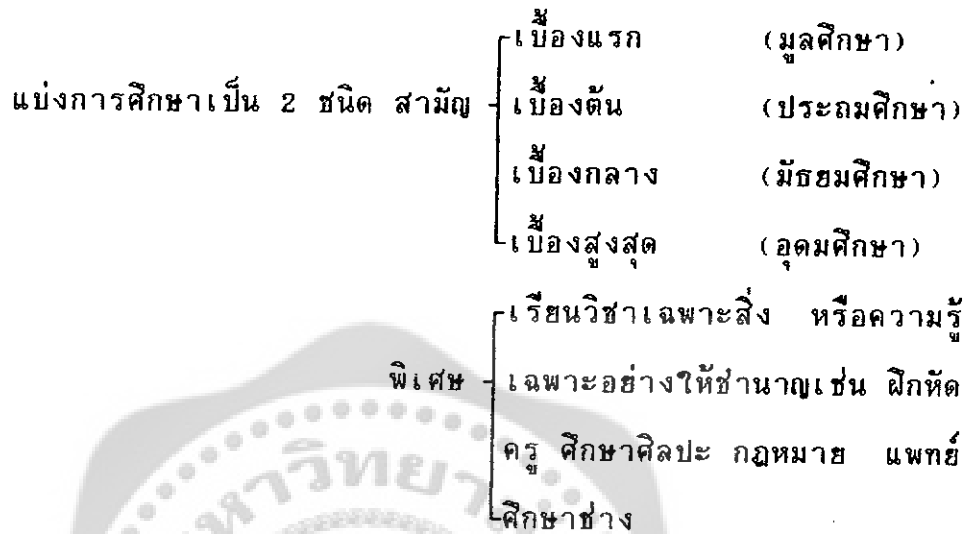 เบื้องแรก (มูลศึกษา)
แบ่งการศึกษาเป็น 2 ชนิด สามัญ เบื้องต้น (ประถมศึกษา)
เบื้องกลาง (มัธยมศึกษา)
เบื้องสูงสุด (อุดมศึกษา)
เรียนวิชาเฉพาะสิ่ง หรือความรู้
พิเศษ เฉพาะอย่างให้ชำนาญเช่น ฝึกหัด
ครู ศึกษาศิลปะ กฎหมาย แพทย์
ศึกษาช่าง